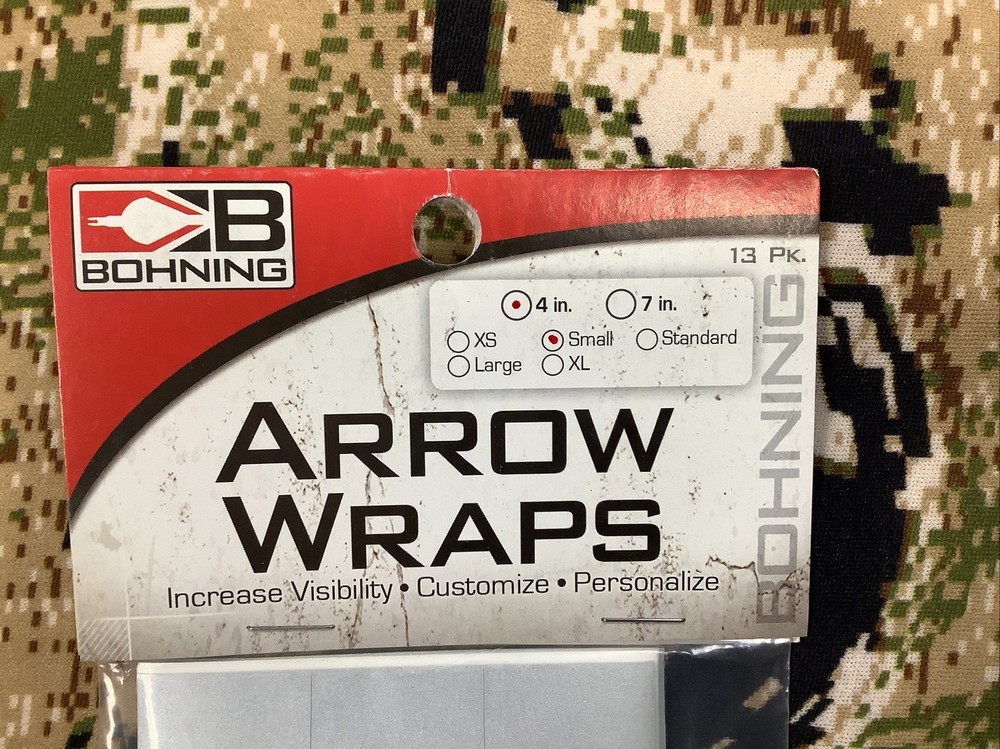 B
BOHNING
13 Pk.
4 in. 7 in.
XS Small Standard
Large XL
ARROW
WRAPS
Increase Visibility • Customize • Personalize
BOHNING